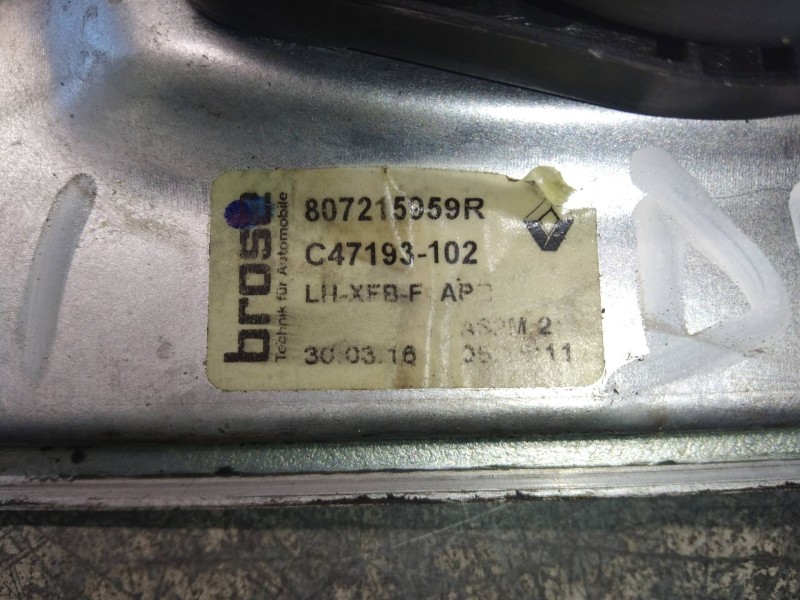 brose
Technik für Automobile
807215959R
C47193-102
LH-XFB-F
30.03.16